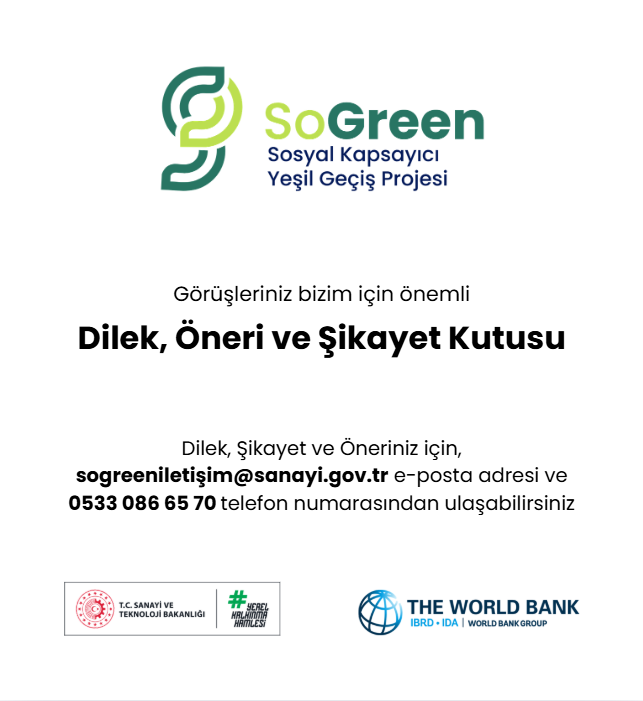 SoGreen
Sosyal Kapsayıcı
Yeşil Geçiş Projesi
Görüşleriniz bizim için önemli
Dilek, Öneri ve Şikayet Kutusu
Dilek, Şikayet ve Öneriniz için,
sogreeniletişim@sanayi.gov.tr e-posta adresi ve
0533 086 65 70 telefon numarasından ulaşabilirsiniz
T.C. SANAYİ VE
TEKNOLOJİ BAKANLIĞI
#YEREL
KALKINMA
HAMLESİ
THE WORLD BANK
IBRD • IDA | WORLD BANK GROUP